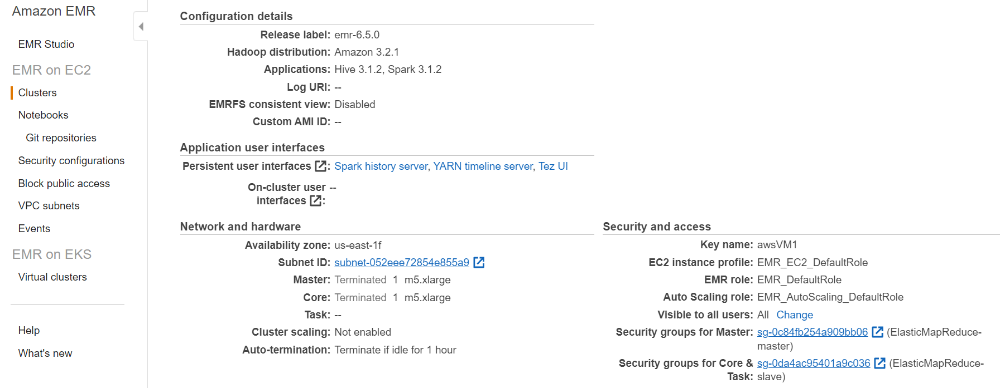 Amazon EMR
EMR Studio
EMR on EC2
Clusters
Notebooks
Git repositories
Security configurations
Block public access
VPC subnets
Events
EMR on EKS
Virtual clusters
Help
What's new
Configuration details
Release label: emr-6.5.0
Hadoop distribution: Amazon 3.2.1
Applications: Hive 3.1.2, Spark 3.1.2
Log URI: --
EMRFS consistent view: Disabled
Custom AMI ID: --
Application user interfaces
Persistent user interfaces : Spark history server, YARN timeline server, Tez UI
On-cluster user --
interfaces :
Network and hardware
Availability zone: us-east-1f
Subnet ID: subnet-052eee72854e855a9
Master: Terminated 1 m5.xlarge
Core: Terminated 1 m5.xlarge
Task: --
Cluster scaling: Not enabled
Auto-termination: Terminate if idle for 1 hour
Security and access
Key name: awsVM1
EC2 instance profile: EMR_EC2_DefaultRole
EMR role: EMR_DefaultRole
Auto Scaling role: EMR_AutoScaling_DefaultRole
Visible to all users: All Change
Security groups for Master: sg-0c84fb254a909bb06 (ElasticMapReduce-
master)
Security groups for Core & sg-0da4ac95401a9c036 (ElasticMapReduce-
Task: slave)